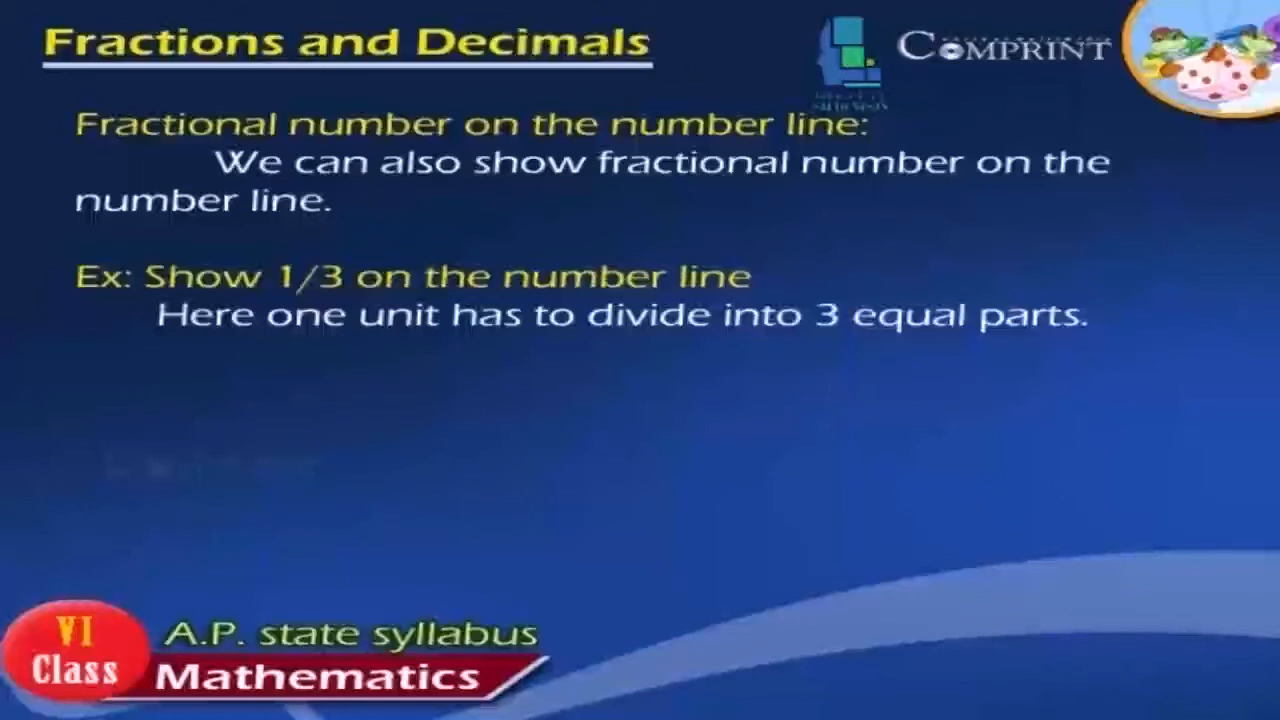 Fractions and Decimals
COMPRINT
Fractional number on the number line:
We can also show fractional number on the
number line.
Ex: Show 1/3 on the number line
Here one unit has to divide into 3 equal parts.
VI
Class
A.P. state syllabus
Mathematics